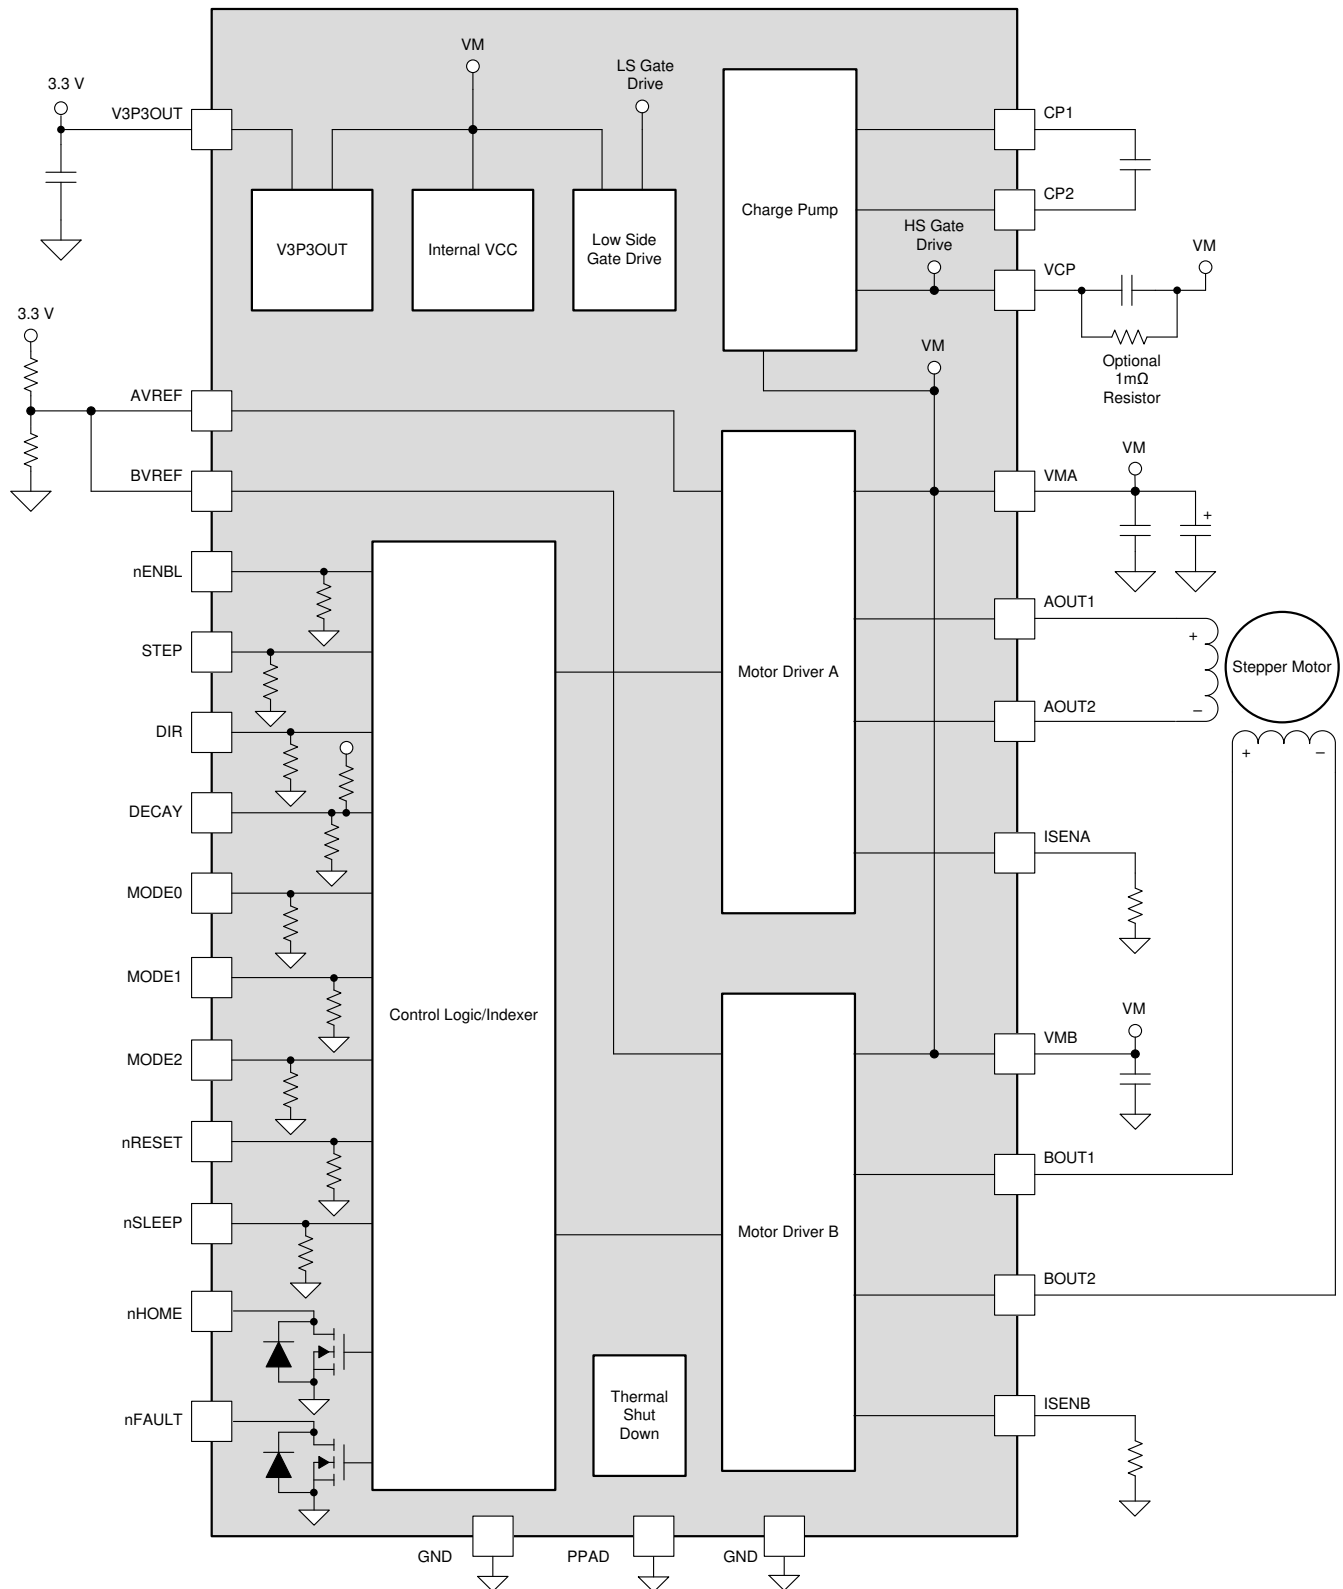 VM
LS Gate
Drive
3.3 V
V3P3OUT
CP1
CP2
V3P3OUT
Internal VCC
Low Side
Gate Drive
Charge Pump
HS Gate
Drive
VCP
VM
Optional
1mΩ
Resistor
3.3 V
VM
AVREF
BVREF
VMA
VM
+
nENBL
STEP
DIR
DECAY
MODE0
MODE1
MODE2
nRESET
nSLEEP
nHOME
nFAULT
Control Logic/Indexer
Motor Driver A
AOUT1
AOUT2
+
–
Stepper Motor
+ –
ISENA
VM
VMB
Motor Driver B
BOUT1
BOUT2
ISENB
Thermal
Shut
Down
GND
PPAD
GND